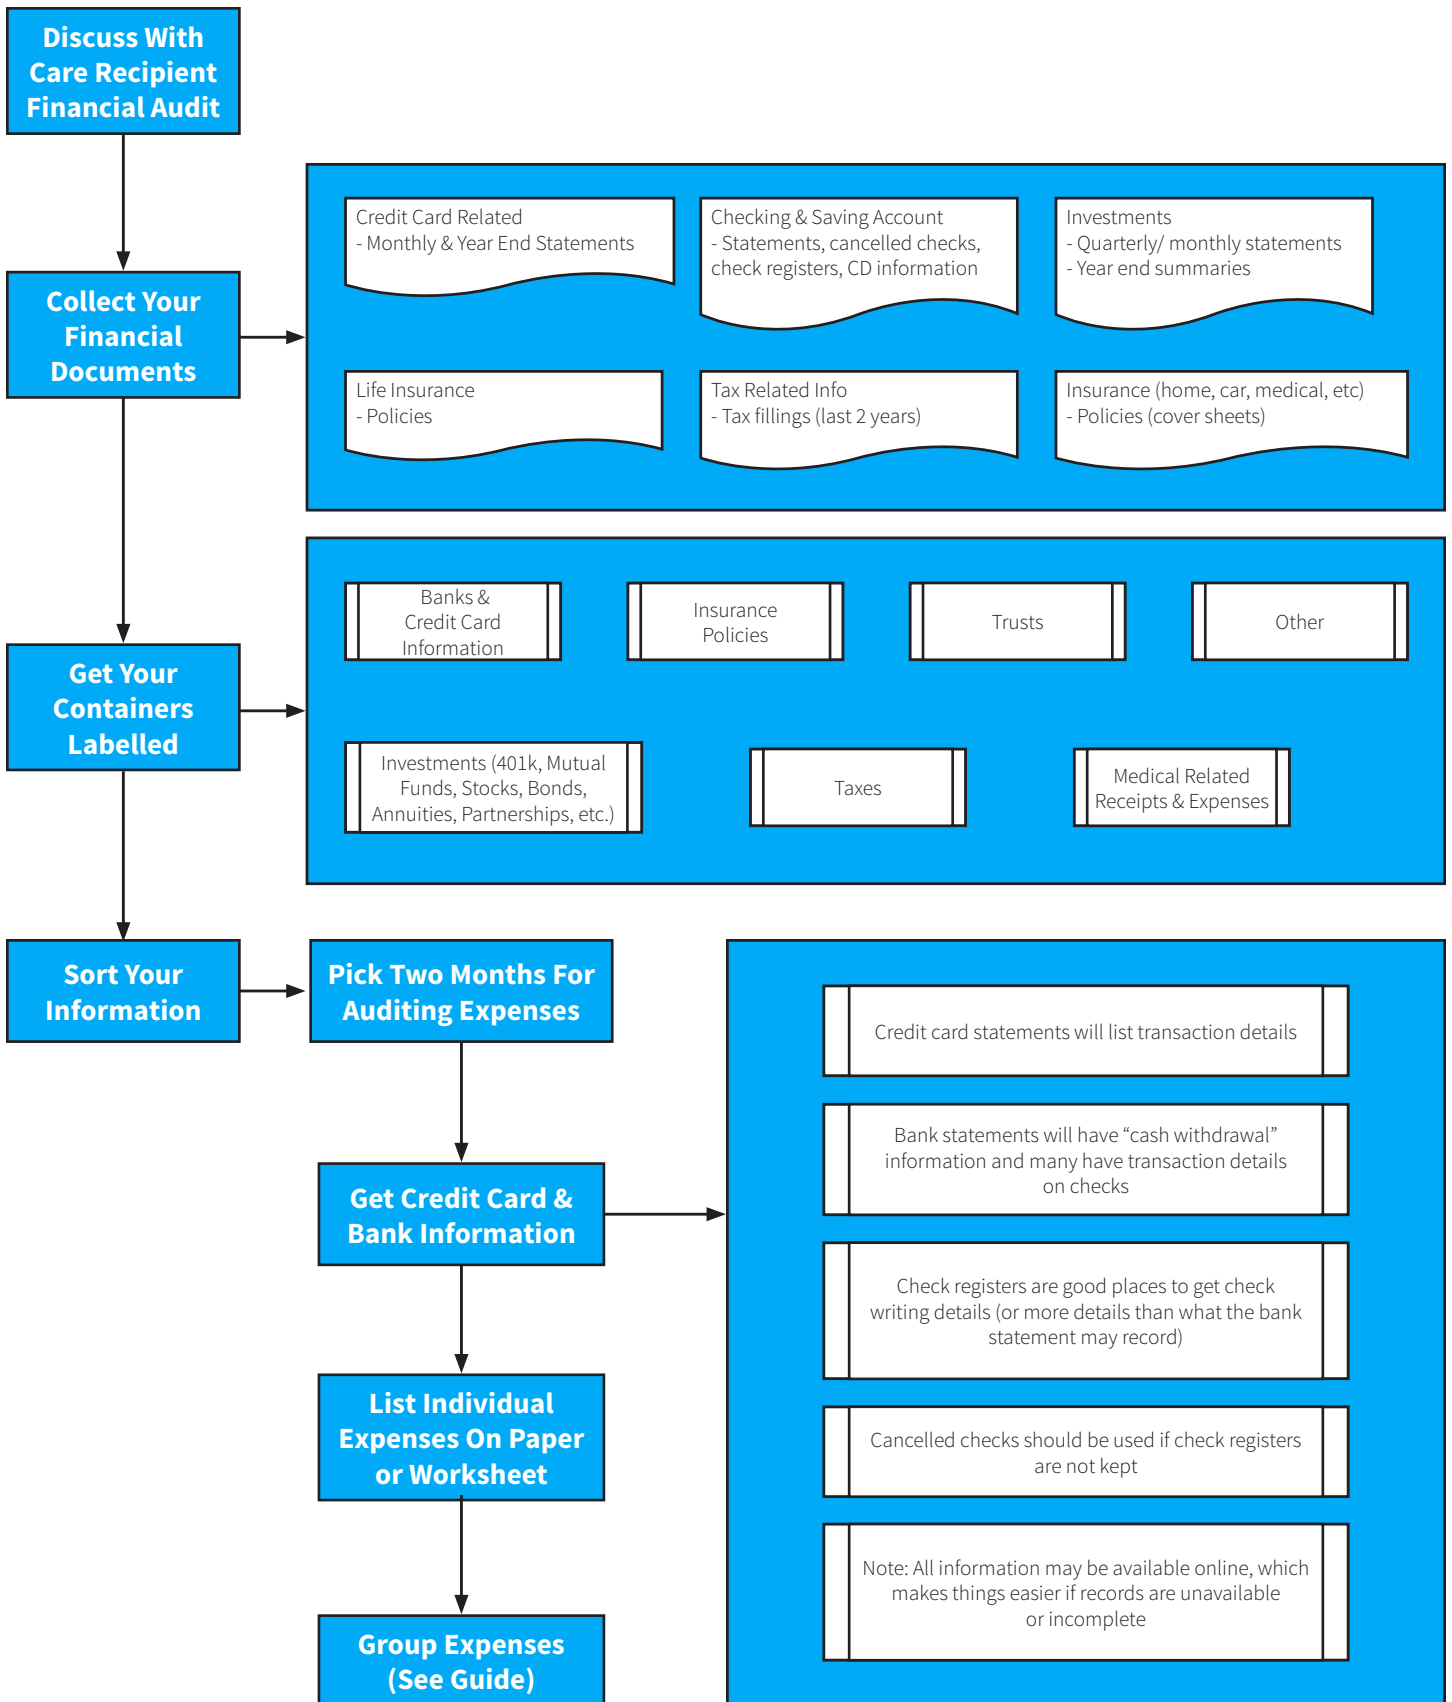 Discuss With
Care Recipient
Financial Audit
Collect Your
Financial
Documents
Credit Card Related
- Monthly & Year End Statements
Checking & Saving Account
- Statements, cancelled checks,
check registers, CD information
Investments
- Quarterly/ monthly statements
- Year end summaries
Life Insurance
- Policies
Tax Related Info
- Tax fillings (last 2 years)
Insurance (home, car, medical, etc)
- Policies (cover sheets)
Get Your
Containers
Labelled
Banks &
Credit Card
Information
Insurance
Policies
Trusts
Other
Investments (401k, Mutual
Funds, Stocks, Bonds,
Annuities, Partnerships, etc.)
Taxes
Medical Related
Receipts & Expenses
Sort Your
Information
Pick Two Months For
Auditing Expenses
Get Credit Card &
Bank Information
Credit card statements will list transaction details
Bank statements will have “cash withdrawal”
information and many have transaction details
on checks
Check registers are good places to get check
writing details (or more details than what the bank
statement may record)
Cancelled checks should be used if check registers
are not kept
Note: All information may be available online, which
makes things easier if records are unavailable
or incomplete
List Individual
Expenses On Paper
or Worksheet
Group Expenses
(See Guide)